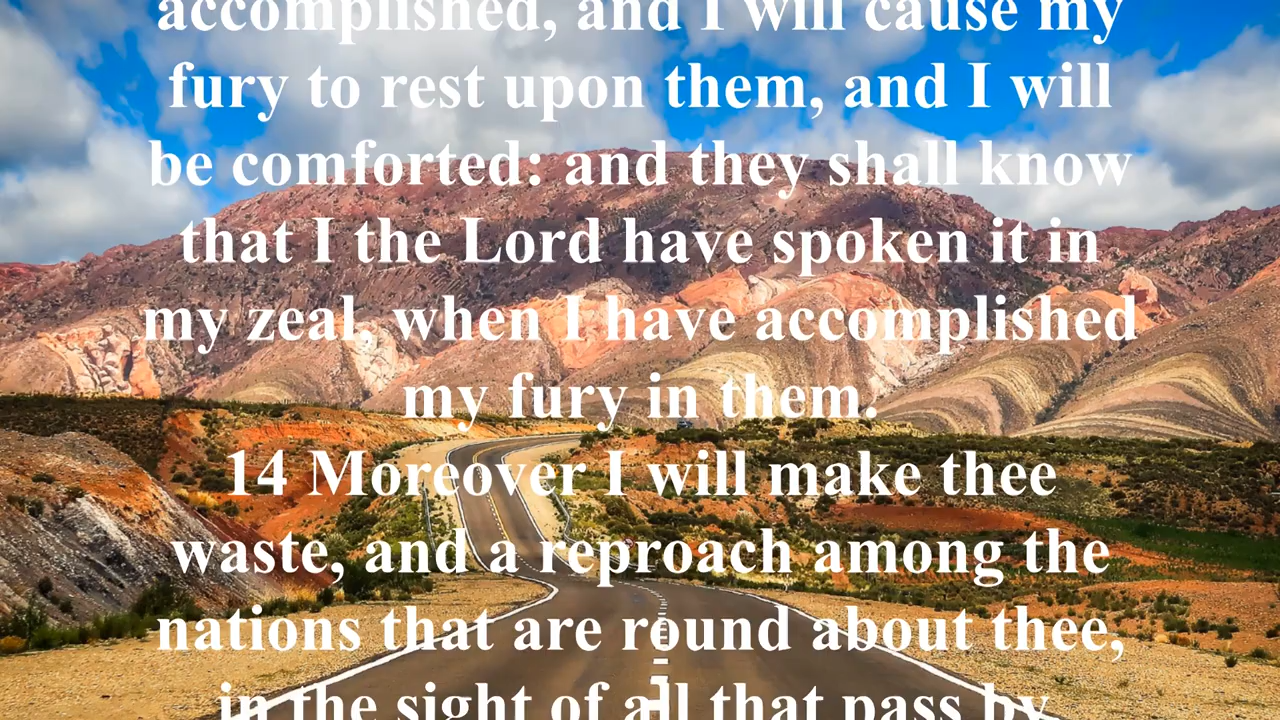 accomplished, and I will cause my
fury to rest upon them, and I will
be comforted: and they shall know
that I the Lord have spoken it in
my zeal, when I have accomplished
my fury in them.
14 Moreover I will make thee
waste, and a reproach among the
nations that are round about thee,
in the sight of all that pass by